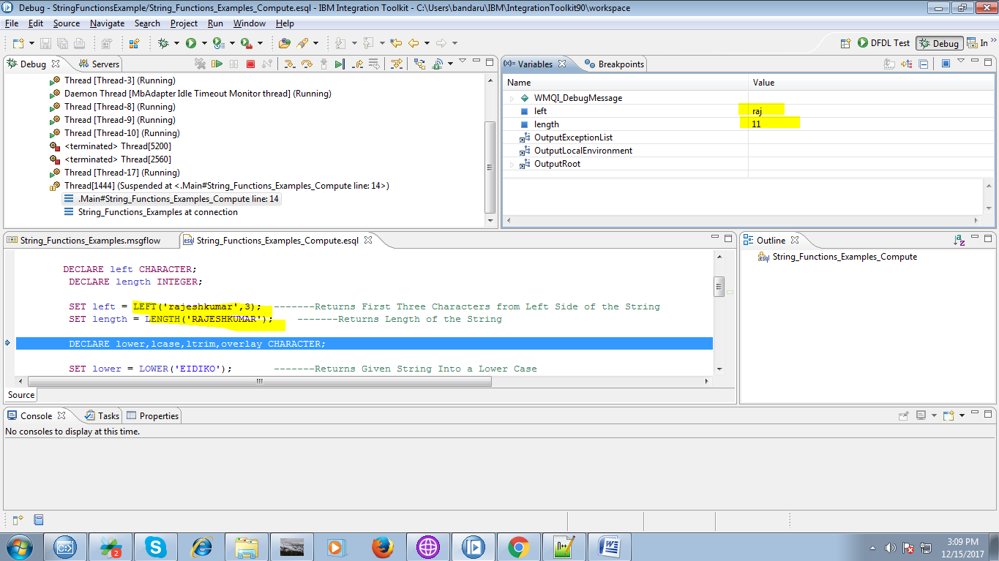 Debug - StringFunctionsExample/String_Functions_Examples_Compute.esql - IBM Integration Toolkit - C:\Users\bandaru\IBM\IntegrationToolkit90\workspace
File Edit Source Navigate Search Project Run Window Help
DFDL Test Debug In
Debug Servers
Thread [Thread-3] (Running)
Daemon Thread [MbAdapter Idle Timeout Monitor thread] (Running)
Thread [Thread-8] (Running)
Thread [Thread-9] (Running)
Thread [Thread-10] (Running)
<terminated> Thread[5200]
<terminated> Thread[2560]
Thread [Thread-17] (Running)
Thread[1444] (Suspended at <.Main#String_Functions_Examples_Compute line: 14>)
.Main#String_Functions_Examples_Compute line: 14
String_Functions_Examples at connection
(x)= Variables Breakpoints
Name Value
WMQI_DebugMessage
left raj
length 11
OutputExceptionList
OutputLocalEnvironment
OutputRoot
String_Functions_Examples.msgflow esql String_Functions_Examples_Compute.esql
DECLARE left CHARACTER;
DECLARE length INTEGER;
SET left = LEFT('rajeshkumar',3); -------Returns First Three Characters from Left Side of the String
SET length = LENGTH('RAJESHKUMAR'); -------Returns Length of the String
DECLARE lower,lcase,ltrim,overlay CHARACTER;
SET lower = LOWER('EIDIKO'); -------Returns Given String Into a Lower Case
Source
Outline
esql String_Functions_Examples_Compute
Console Tasks Properties
No consoles to display at this time.
2
3:09 PM
12/15/2017